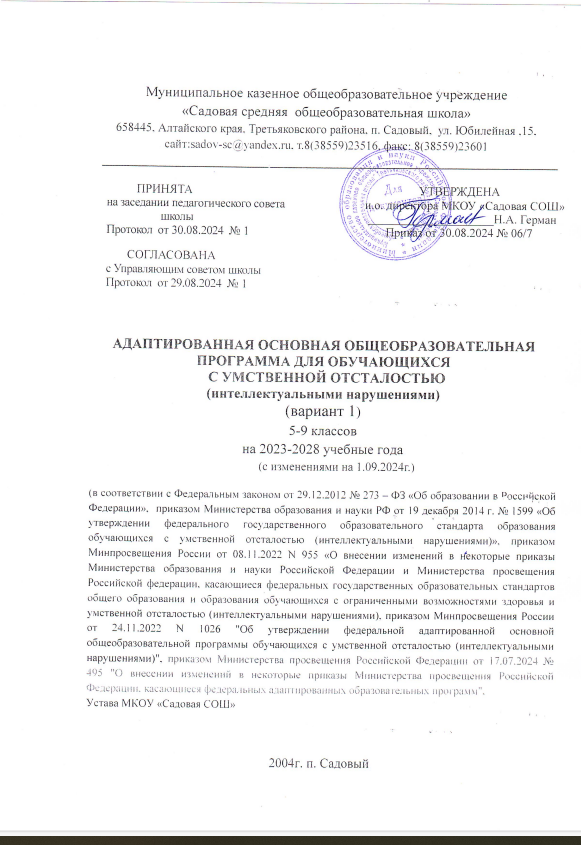 Муниципальное казенное общеобразовательное учреждение
«Садовая средняя общеобразовательная школа»
658445, Алтайского края, Третьяковского района, п. Садовый, ул. Юбилейная .15.
сайт:sadov-sc@yandex.ru, т.8(38559)23516, факс: 8(38559)23601
ПРИНЯТА
на заседании педагогического совета
школы
Протокол от 30.08.2024 № 1
СОГЛАСОВАНА
с Управляющим советом школы
Протокол от 29.08.2024 № 1
УТВЕРЖДЕНА
и.о. директора МКОУ «Садовая СОШ»
Н.А. Герман
Приказ от 30.08.2024 № 06/7
Для
АДАПТИРОВАННАЯ ОСНОВНАЯ ОБЩЕОБРАЗОВАТЕЛЬНАЯ
ПРОГРАММА ДЛЯ ОБУЧАЮЩИХСЯ
С УМСТВЕННОЙ ОТСТАЛОСТЬЮ
(интеллектуальными нарушениями)
(вариант 1)
5-9 классов
на 2023-2028 учебные года
(с изменениями на 1.09.2024г.)
(в соответствии с Федеральным законом от 29.12.2012 № 273 – ФЗ «Об образовании в Российской
Федерации», приказом Министерства образования и науки РФ от 19 декабря 2014 г. № 1599 «Об
утверждении федерального государственного образовательного стандарта образования
обучающихся с умственной отсталостью (интеллектуальными нарушениями)», приказом
Минпросвещения России от 08.11.2022 N 955 «О внесении изменений в некоторые приказы
Министерства образования и науки Российской Федерации и Министерства просвещения
Российской федерации, касающиеся федеральных государственных образовательных стандартов
общего образования и образования обучающихся с ограниченными возможностями здоровья и
умственной отсталостью (интеллектуальными нарушениями), приказом Минпросвещения России
от 24.11.2022 N 1026 "Об утверждении федеральной адаптированной основной
общеобразовательной программы обучающихся с умственной отсталостью (интеллектуальными
нарушениями)", приказом Министерства просвещения Российской Федерации от 17.07.2024 №
495 "О внесении изменений в некоторые приказы Министерства просвещения Российской
Федерации, касающиеся федеральных адаптированных образовательных программ".
Устава МКОУ «Садовая СОШ»
2004г. п. Садовый